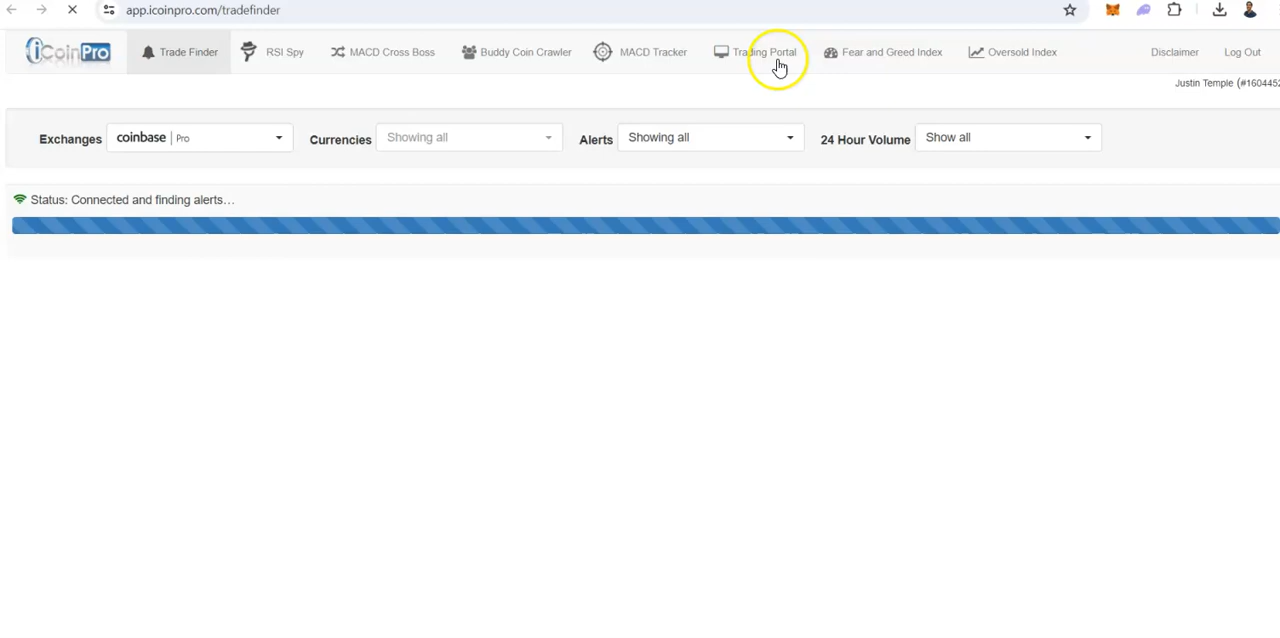 app.icoinpro.com/tradefinder
iCoinPro Trade Finder RSI Spy MACD Cross Boss Buddy Coin Crawler MACD Tracker Trading Portal Fear and Greed Index Oversold Index Disclaimer Log Out
Justin Temple (#1604452
Exchanges coinbase | Pro Currencies Showing all Alerts Showing all 24 Hour Volume Show all
Status: Connected and finding alerts...